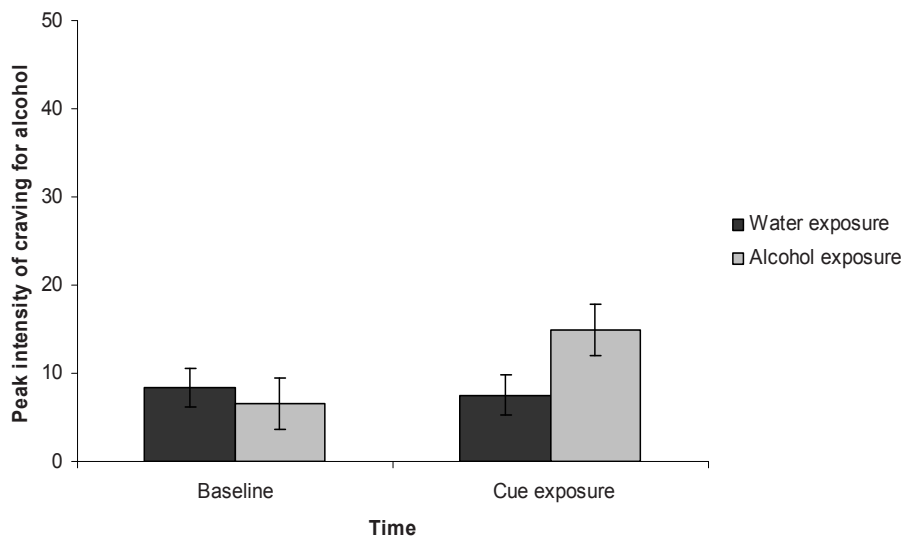 Peak intensity of craving for alcohol
50
40
30
20
10
0
Baseline
Cue exposure
Time
Water exposure
Alcohol exposure